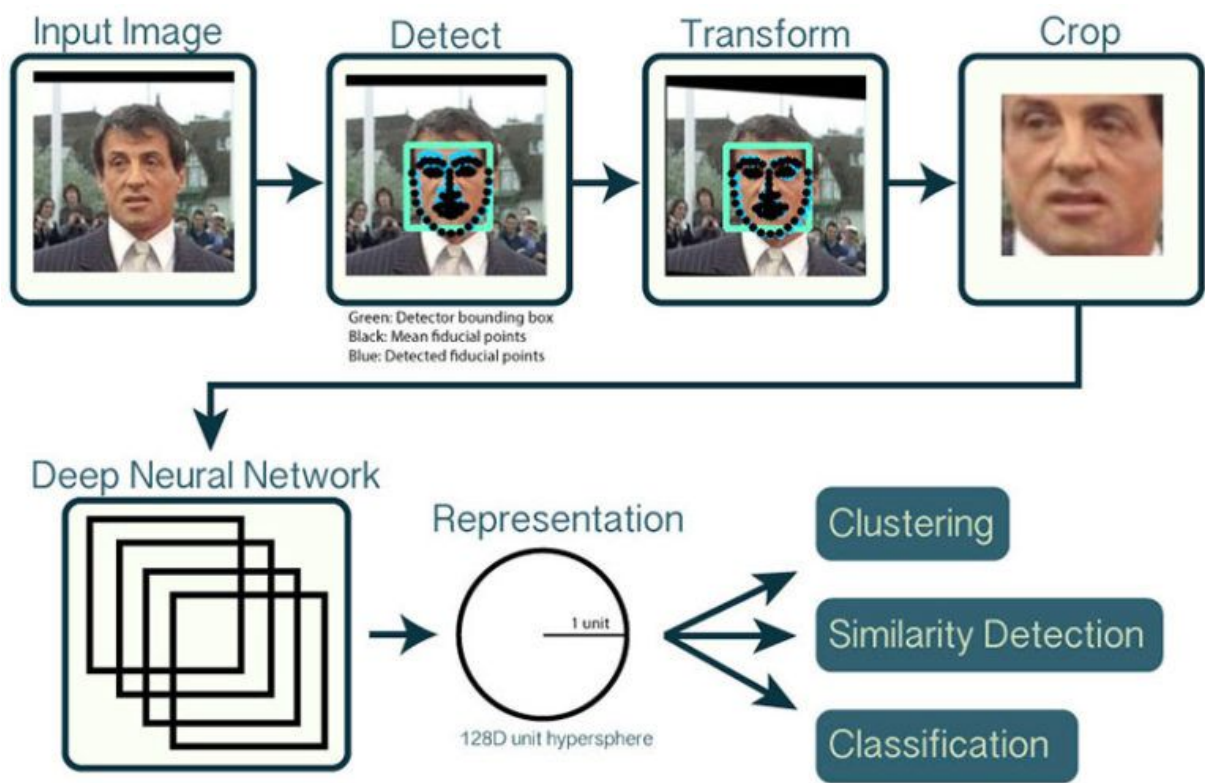 Input Image
Detect
Transform
Crop
Green: Detector bounding box
Black: Mean fiducial points
Blue: Detected fiducial points
Deep Neural Network
Representation
1 unit
128D unit hypersphere
Clustering
Similarity Detection
Classification